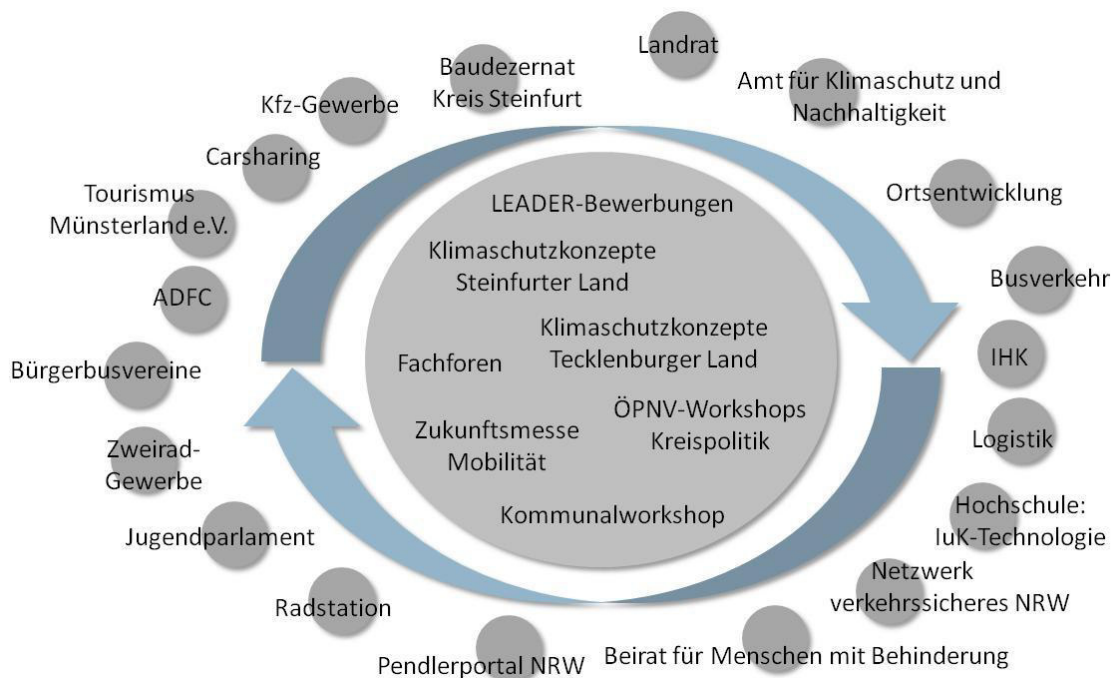 Landrat
Baudezernat
Kreis Steinfurt
Amt für Klimaschutz und
Nachhaltigkeit
Kfz-Gewerbe
Carsharing
Ortsentwicklung
Tourismus
Münsterland e.V.
LEADER-Bewerbungen
Klimaschutzkonzepte
Steinfurter Land
Busverkehr
ADFC
Klimaschutzkonzepte
Tecklenburger Land
IHK
Fachforen
Bürgerbusvereine
ÖPNV-Workshops
Kreispolitik
Zukunftsmesse
Mobilität
Logistik
Zweirad-
Gewerbe
Kommunalworkshop
Hochschule:
IuK-Technologie
Jugendparlament
Netzwerk
verkehrssicheres NRW
Radstation
Pendlerportal NRW
Beirat für Menschen mit Behinderung